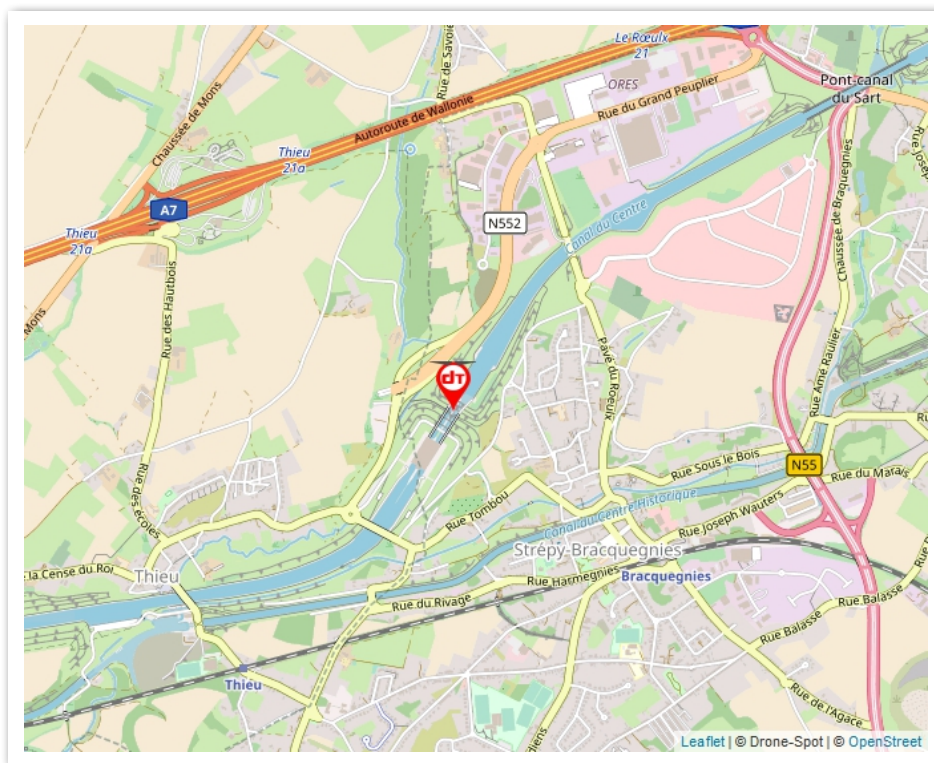 Le Rœulx
21
Rue de Savoie
Chaussée de Mons
ORES
Rue du Grand Peuplier
Pont-canal
du Sart
Autoroute de Wallonie
Thieu
21a
A7
Thieu
21a
Mons
Rue des Hautbois
N552
Canal du Centre
Chaussée de Braquegnies
Rue Jose
Pavé du Roeulx
Rue Amé Raulier
dT
Rue des écoles
Rue Sous le Bois
N55
Rue du Marais
Rue Tombou
Canal du Centre Historique
Rue Joseph Wauters
Strépy-Bracquegnies
la Cense du Roi
Thieu
Rue Harmegnies
Bracquegnies
Rue du Rivage
Rue Balasse
Rue Balasse
Thieu
Rue de l'Agace
diens
Leaflet | © Drone-Spot | © OpenStreet